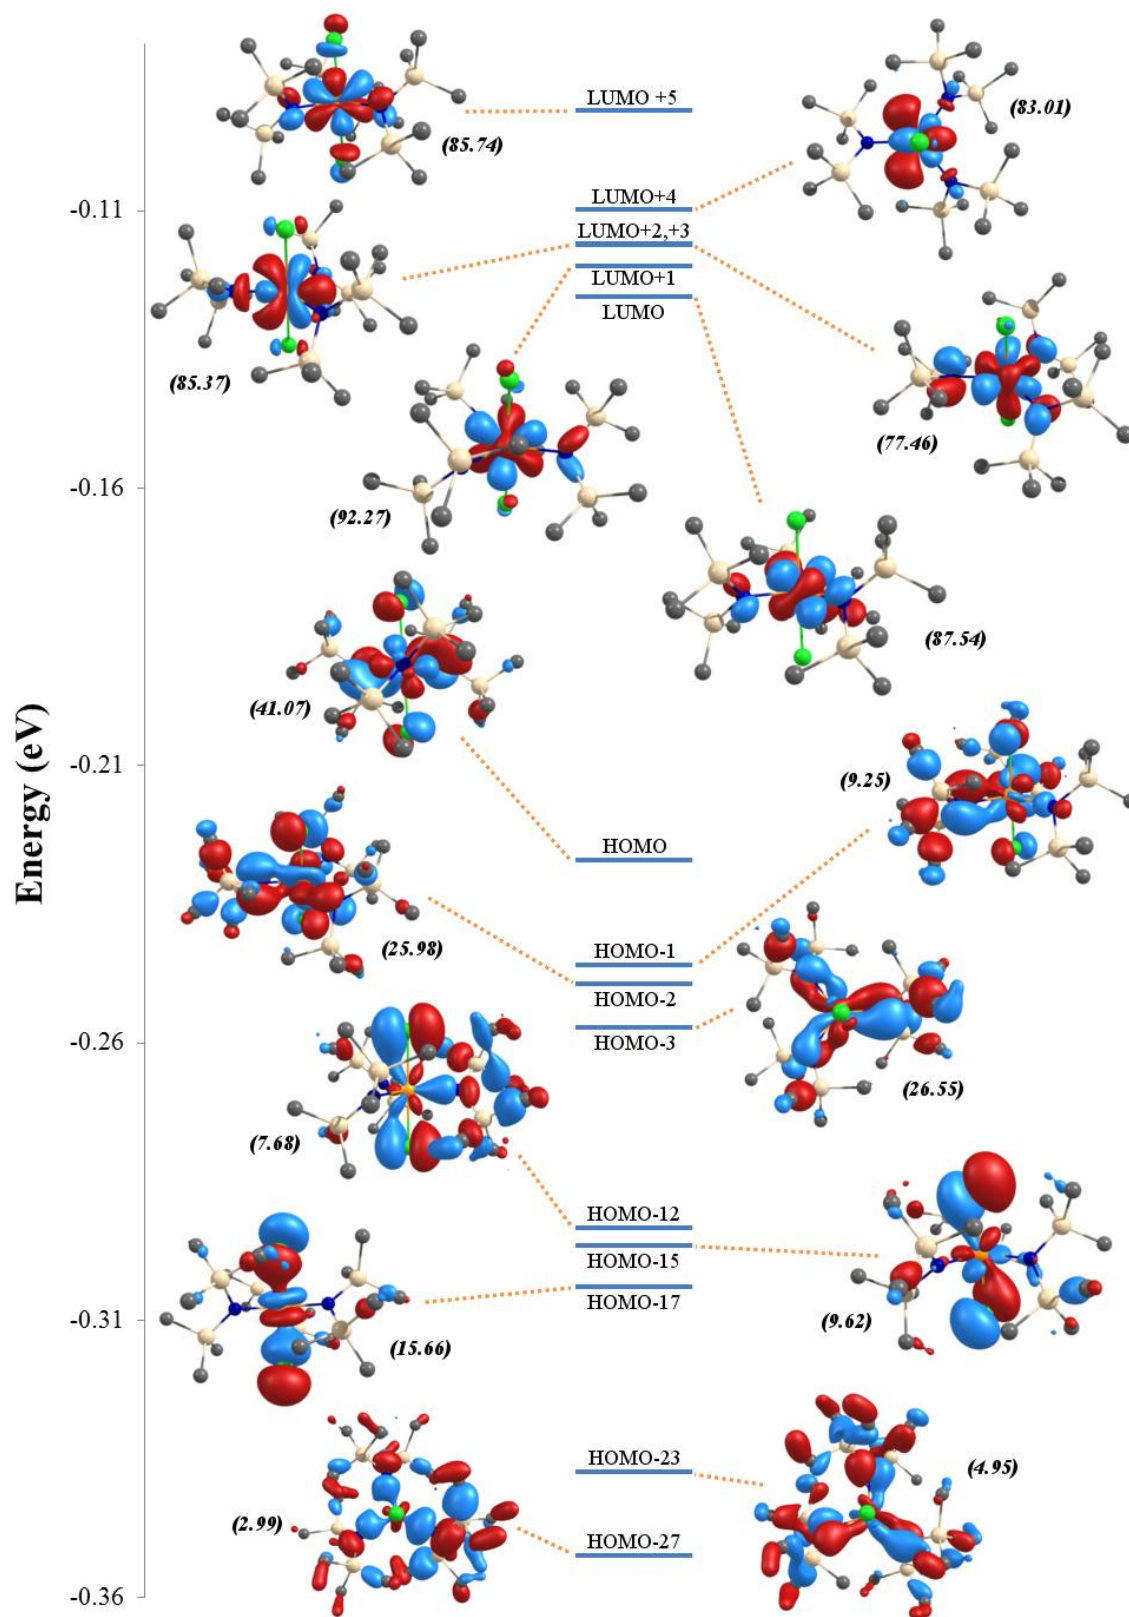 LUMO +5
(85.74)
(83.01)
-0.11
LUMO+4
LUMO+2,+3
LUMO+1
LUMO
(85.37)
(77.46)
-0.16
(92.27)
(87.54)
(41.07)
-0.21
(9.25)
Energy (eV)
HOMO
(25.98)
HOMO-1
HOMO-2
-0.26
HOMO-3
(26.55)
(7.68)
HOMO-12
HOMO-15
HOMO-17
-0.31
(9.62)
(15.66)
HOMO-23
(4.95)
(2.99)
HOMO-27
-0.36